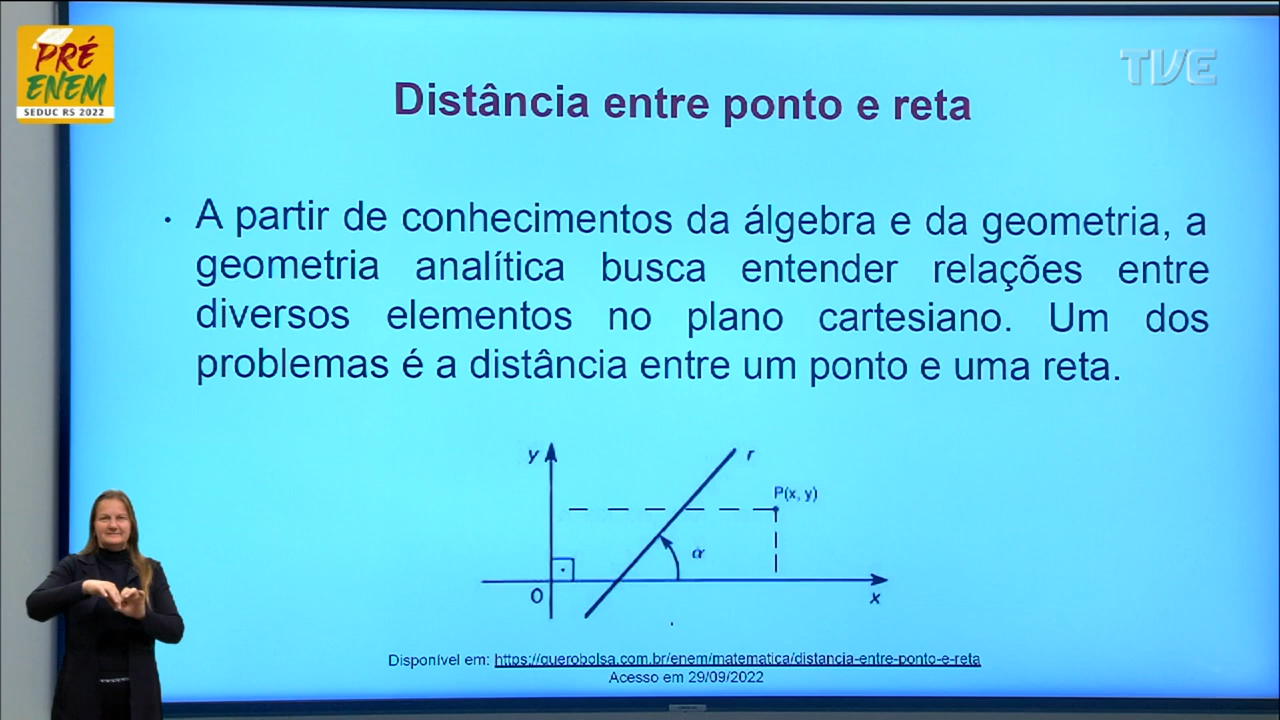 PRÉ
ENEM
SEDUC RS 2022
TVE
Distância entre ponto e reta
• A partir de conhecimentos da álgebra e da geometria, a
geometria analítica busca entender relações entre
diversos elementos no plano cartesiano. Um dos
problemas é a distância entre um ponto e uma reta.
y
r
P(x, y)
α
O
x
Disponível em: https://querobolsa.com.br/enem/matematica/distancia-entre-ponto-e-reta
Acesso em 29/09/2022